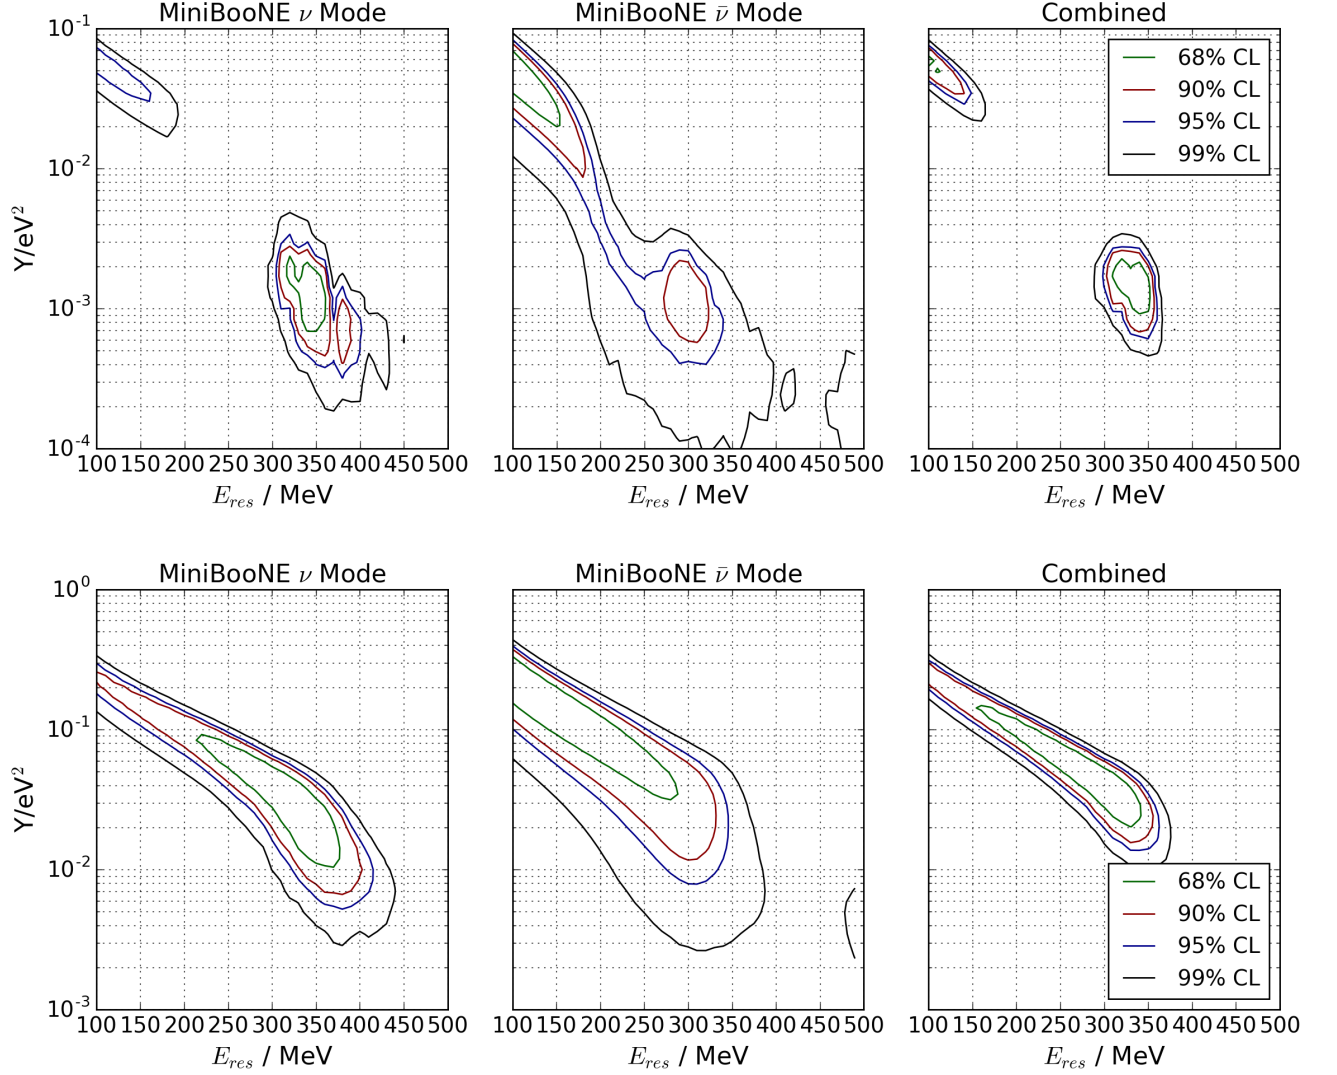 MiniBooNE ν Mode
MiniBooNE ν̄ Mode
Combined
10⁻¹
10⁻²
10⁻³
10⁻⁴
Y/eV²
68% CL
90% CL
95% CL
99% CL
100 150 200 250 300 350 400 450 500
100 150 200 250 300 350 400 450 500
100 150 200 250 300 350 400 450 500
E_res / MeV
E_res / MeV
E_res / MeV
MiniBooNE ν Mode
MiniBooNE ν̄ Mode
Combined
10⁰
10⁻¹
10⁻²
10⁻³
Y/eV²
68% CL
90% CL
95% CL
99% CL
100 150 200 250 300 350 400 450 500
100 150 200 250 300 350 400 450 500
100 150 200 250 300 350 400 450 500
E_res / MeV
E_res / MeV
E_res / MeV